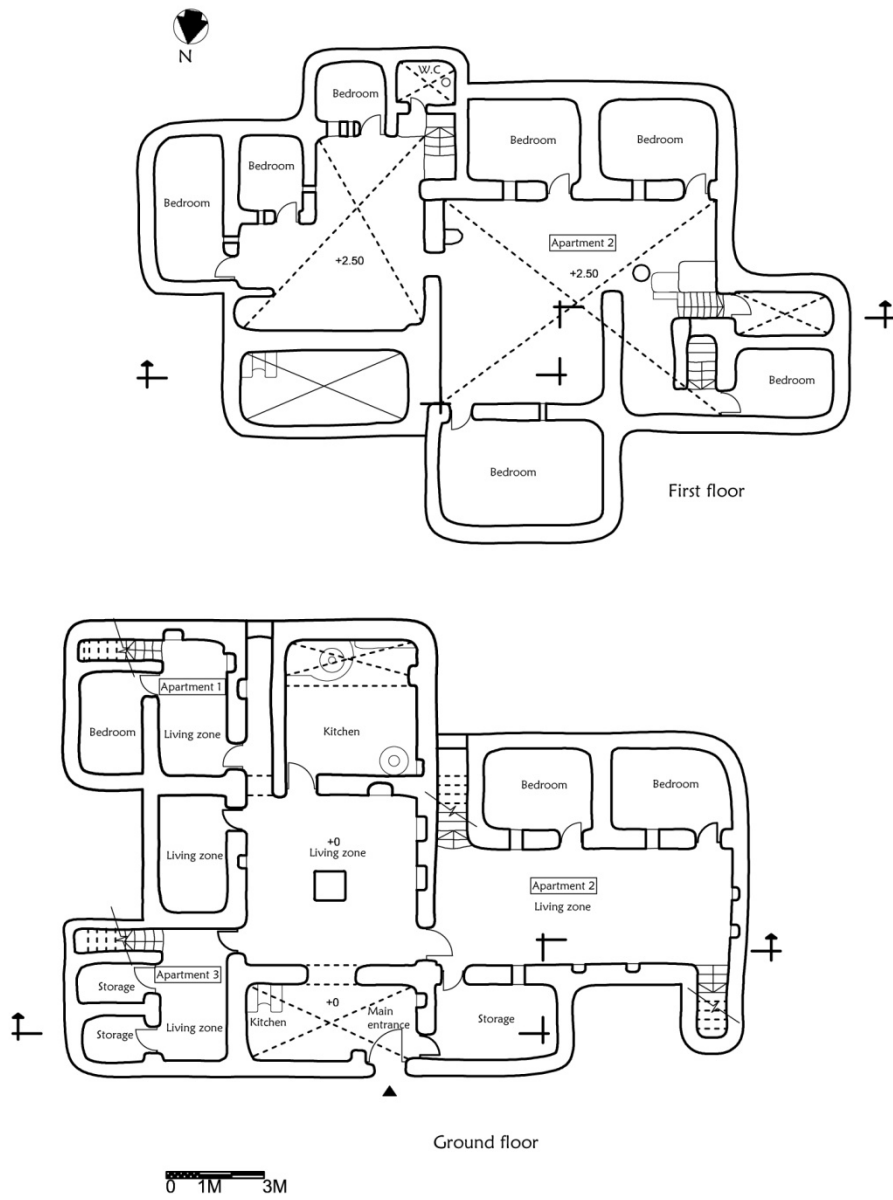 N
W.C
Bedroom
Bedroom
Bedroom
Bedroom
Bedroom
Apartment 2
+2.50
+2.50
Bedroom
Bedroom
First floor
Apartment 1
Bedroom
Living zone
Kitchen
Bedroom
Bedroom
+0
Living zone
Living zone
Apartment 2
Living zone
Apartment 3
Storage
+0
Main
entrance
Kitchen
Storage
Living zone
Storage
Ground floor
0 1M 3M